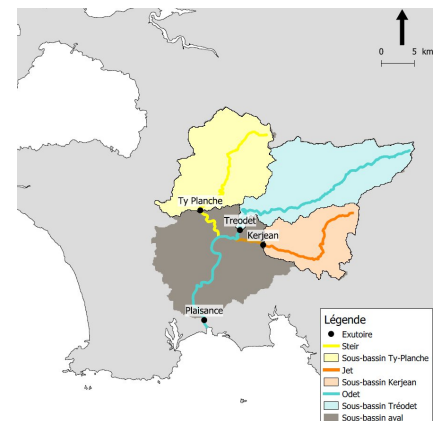 0 5 km
Ty Planche
Treodet
Kerjean
Plaisance
Légende
Exutoire
Steir
Sous-bassin Ty-Planche
Jet
Sous-bassin Kerjean
Odet
Sous-bassin Tréodet
Sous-bassin aval